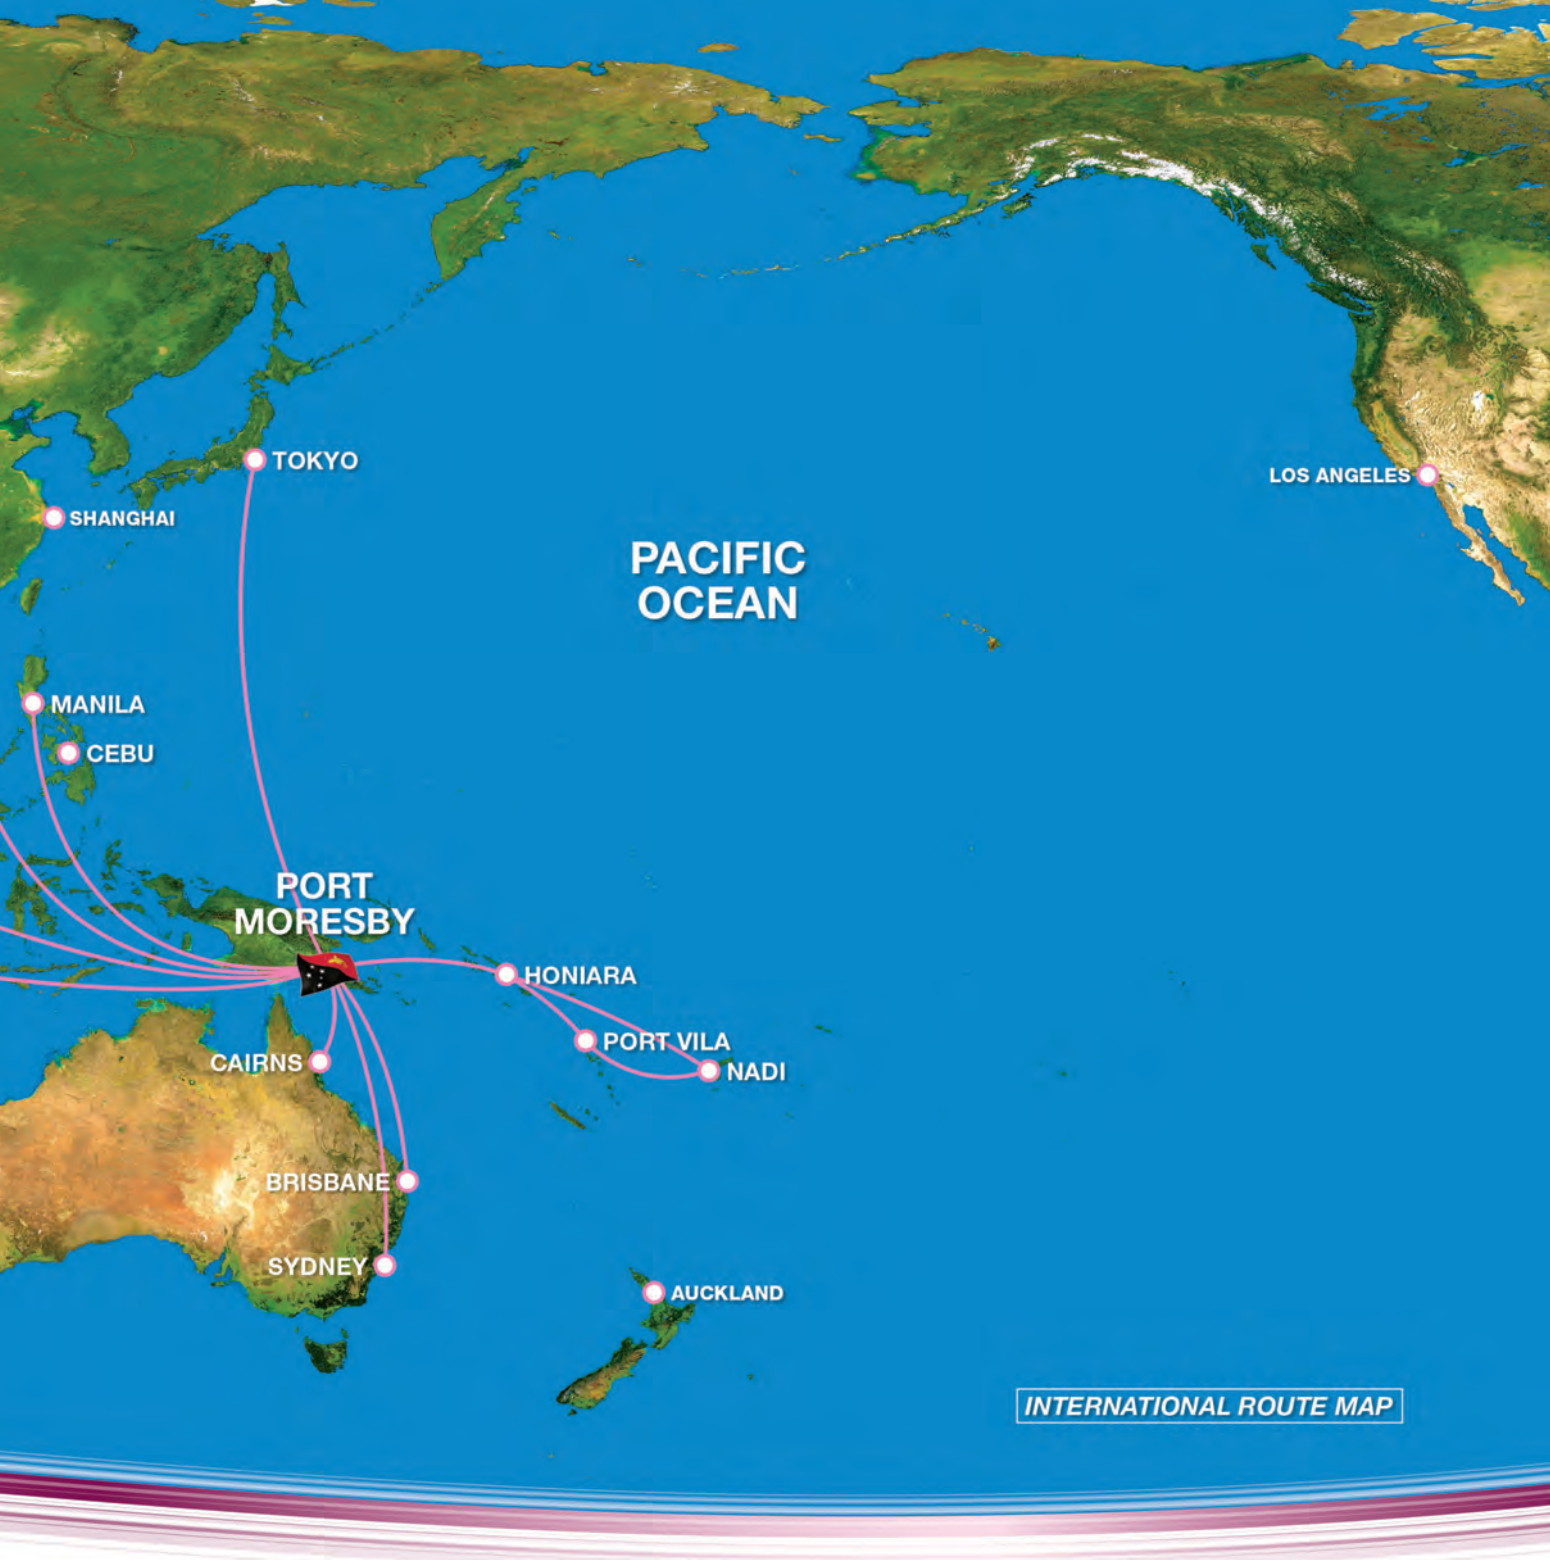 TOKYO
LOS ANGELES
SHANGHAI
PACIFIC
OCEAN
MANILA
CEBU
PORT
MORESBY
HONIARA
PORT VILA
CAIRNS
NADI
BRISBANE
SYDNEY
AUCKLAND
INTERNATIONAL ROUTE MAP